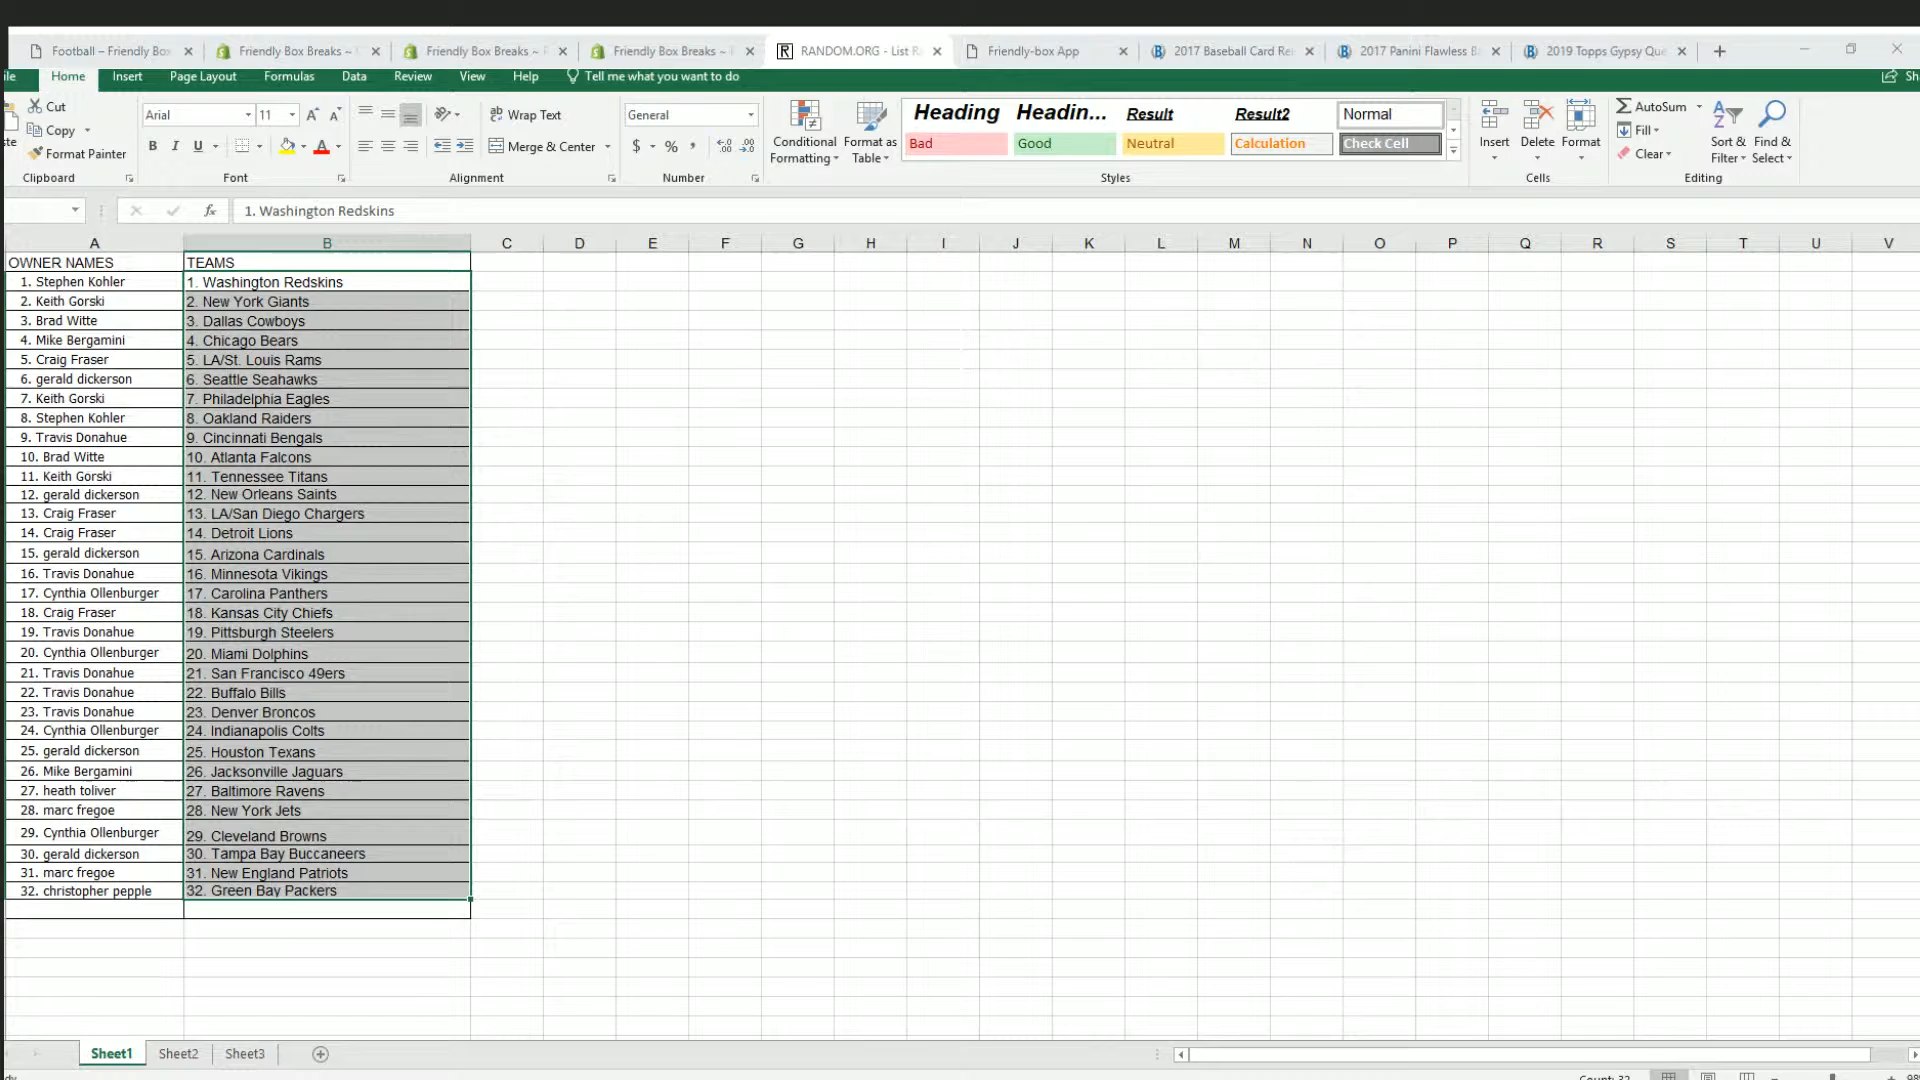 Football – Friendly Box Friendly Box Breaks ~ Friendly Box Breaks ~ Friendly Box Breaks ~ RANDOM.ORG - List Friendly-box App 2017 Baseball Card Re 2017 Panini Flawless 2019 Topps Gypsy Que
Home Insert Page Layout Formulas Data Review View Help Tell me what you want to do
Cut
Copy
Format Painter
Clipboard
Arial 11
B I U
Font
Wrap Text
Merge & Center
Alignment
General
$ % ,
Number
Conditional Formatting
Format as Table
Heading Headin... Result Result2 Normal
Bad Good Neutral Calculation Check Cell
Styles
Insert Delete Format
Cells
AutoSum
Fill
Clear
Sort & Filter
Find & Select
Editing
fx 1. Washington Redskins
A B C D E F G H I J K L M N O P Q R S T U V
OWNER NAMES TEAMS
1. Stephen Kohler 1. Washington Redskins
2. Keith Gorski 2. New York Giants
3. Brad Witte 3. Dallas Cowboys
4. Mike Bergamini 4. Chicago Bears
5. Craig Fraser 5. LA/St. Louis Rams
6. gerald dickerson 6. Seattle Seahawks
7. Keith Gorski 7. Philadelphia Eagles
8. Stephen Kohler 8. Oakland Raiders
9. Travis Donahue 9. Cincinnati Bengals
10. Brad Witte 10. Atlanta Falcons
11. Keith Gorski 11. Tennessee Titans
12. gerald dickerson 12. New Orleans Saints
13. Craig Fraser 13. LA/San Diego Chargers
14. Craig Fraser 14. Detroit Lions
15. gerald dickerson 15. Arizona Cardinals
16. Travis Donahue 16. Minnesota Vikings
17. Cynthia Ollenburger 17. Carolina Panthers
18. Craig Fraser 18. Kansas City Chiefs
19. Travis Donahue 19. Pittsburgh Steelers
20. Cynthia Ollenburger 20. Miami Dolphins
21. Travis Donahue 21. San Francisco 49ers
22. Travis Donahue 22. Buffalo Bills
23. Travis Donahue 23. Denver Broncos
24. Cynthia Ollenburger 24. Indianapolis Colts
25. gerald dickerson 25. Houston Texans
26. Mike Bergamini 26. Jacksonville Jaguars
27. heath toliver 27. Baltimore Ravens
28. marc fregoe 28. New York Jets
29. Cynthia Ollenburger 29. Cleveland Browns
30. gerald dickerson 30. Tampa Bay Buccaneers
31. marc fregoe 31. New England Patriots
32. christopher pepple 32. Green Bay Packers
Sheet1 Sheet2 Sheet3